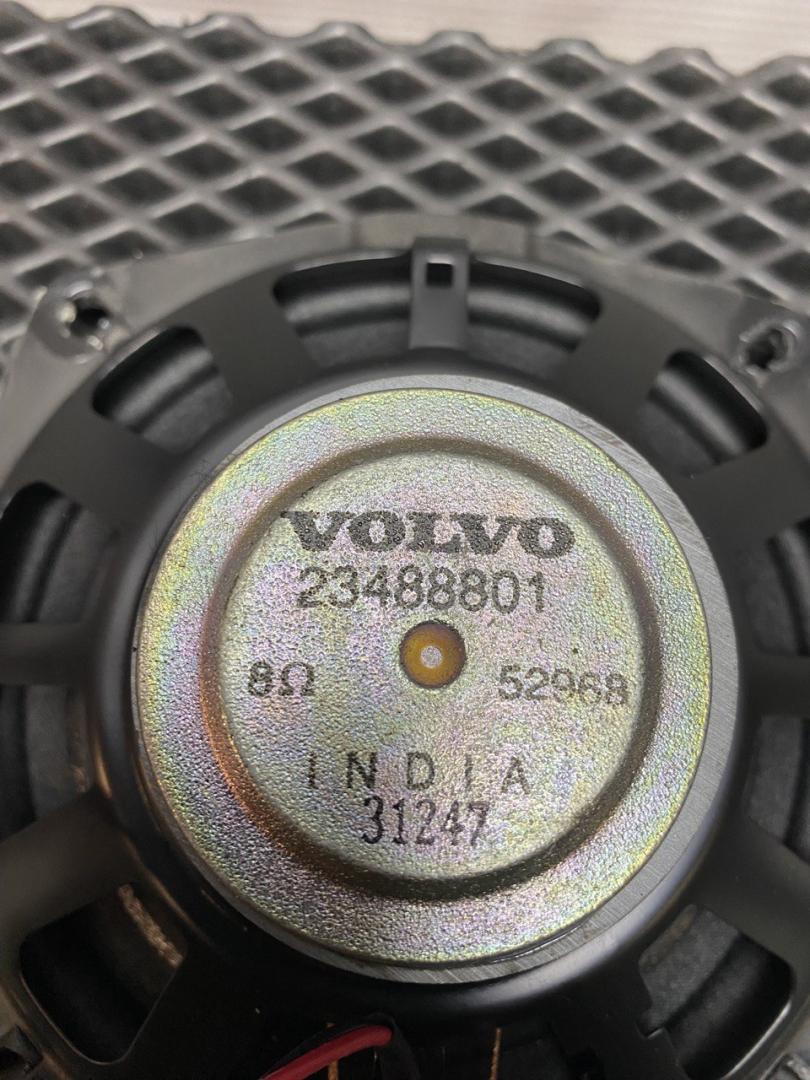 VOLVO
23488801
8Ω 52968
INDIA
31247